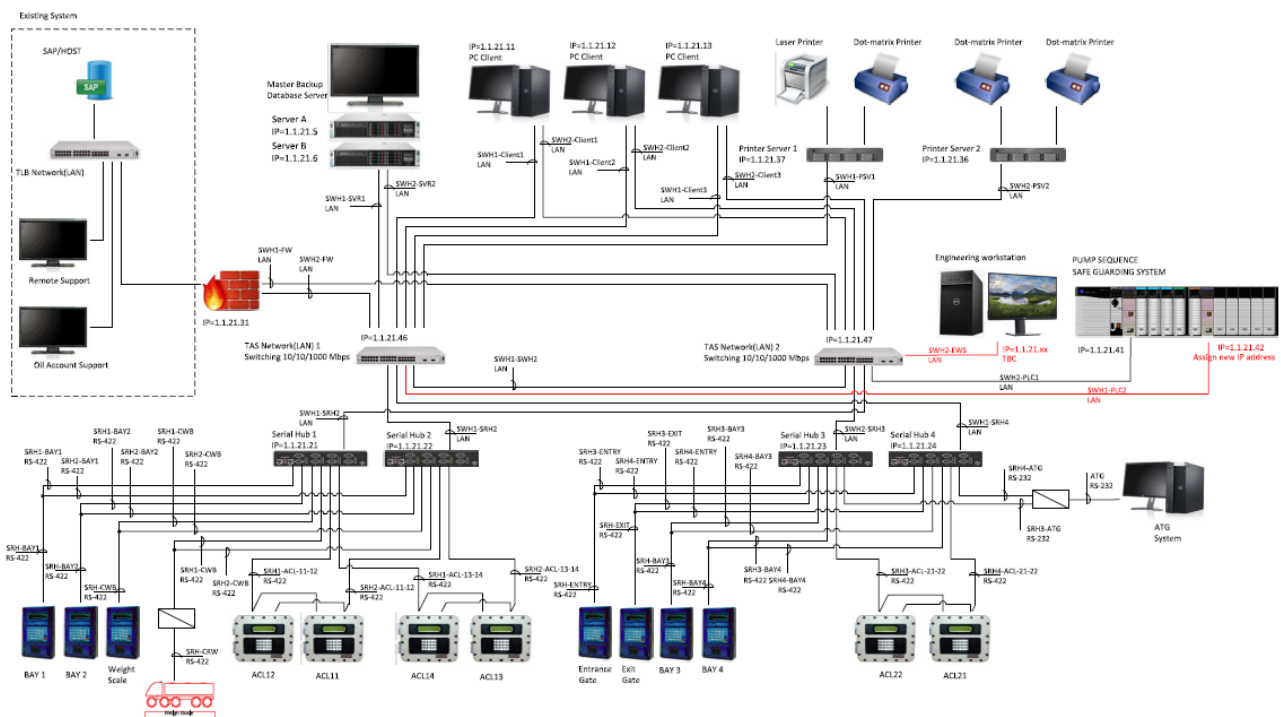 Existing System
SAP/HOST
SAP
TLB Network(LAN)
Remote Support
Oil Account Support
IP=1.1.21.31
SWH1-FW
LAN
SWH2-FW
LAN
Master Backup
Database Server
Server A
IP=1.1.21.5
Server B
IP=1.1.21.6
SWH1-SVR1
LAN
SWH2-SVR2
LAN
IP=1.1.21.11
PC Client
IP=1.1.21.12
PC Client
IP=1.1.21.13
PC Client
SWH1-Client1
LAN
SWH2-Client1
LAN
SWH1-Client2
LAN
SWH2-Client2
LAN
SWH1-Client3
LAN
SWH2-Client3
LAN
Laser Printer
Dot-matrix Printer
Dot-matrix Printer
Dot-matrix Printer
Printer Server 1
IP=1.1.21.37
Printer Server 2
IP=1.1.21.36
SWH1-PSV1
LAN
SWH2-PSV2
LAN
Engineering workstation
PUMP SEQUENCE
SAFE GUARDING SYSTEM
IP=1.1.21.46
TAS Network(LAN) 1
Switching 10/10/1000 Mbps
SWH1-SWH2
LAN
IP=1.1.21.47
TAS Network(LAN) 2
Switching 10/10/1000 Mbps
SWH2-EWS
LAN
IP=1.1.21.xx
TBC
IP=1.1.21.41
IP=1.1.21.42
Assign new IP address
SWH2-PLC1
LAN
SWH1-PLC2
LAN
SWH1-SRH2
LAN
Serial Hub 1
IP=1.1.21.21
Serial Hub 2
IP=1.1.21.22
SWH1-SRH2
LAN
Serial Hub 3
IP=1.1.21.23
SWH2-SRH3
LAN
Serial Hub 4
IP=1.1.21.24
SWH1-SRH4
LAN
SRH1-BAY1
RS-422
SRH2-BAY1
RS-422
SRH1-BAY2
RS-422
SRH2-BAY2
RS-422
SRH1-CWB
RS-422
SRH2-CWB
RS-422
SRH3-ENTRY
RS-422
SRH4-ENTRY
RS-422
SRH3-EXIT
RS-422
SRH4-ENTRY
RS-422
SRH3-BAY3
RS-422
SRH4-BAY3
RS-422
SRH4-ATG
RS-232
ATG
RS-232
SRH3-ATG
RS-232
ATG
System
SRH-BAY1
RS-422
SRH-BAY2
RS-422
SRH-CWB
RS-422
SRH1-CWB
RS-422
SRH2-CWB
RS-422
SRH-CRW
RS-422
SRH1-ACL-11-12
RS-422
SRH2-ACL-11-12
RS-422
SRH1-ACL-13-14
RS-422
SRH2-ACL-13-14
RS-422
SRH-ENTRY
RS-422
SRH-EXIT
RS-422
SRH-BAY3
RS-422
SRH-BAY4
RS-422
SRH3-BAY4
RS-422
SRH4-BAY4
RS-422
SRH3-ACL-21-22
RS-422
SRH4-ACL-21-22
RS-422
BAY 1
BAY 2
Weight
Scale
ACL12
ACL11
ACL14
ACL13
Entrance
Gate
Exit
Gate
BAY 3
BAY 4
ACL22
ACL21